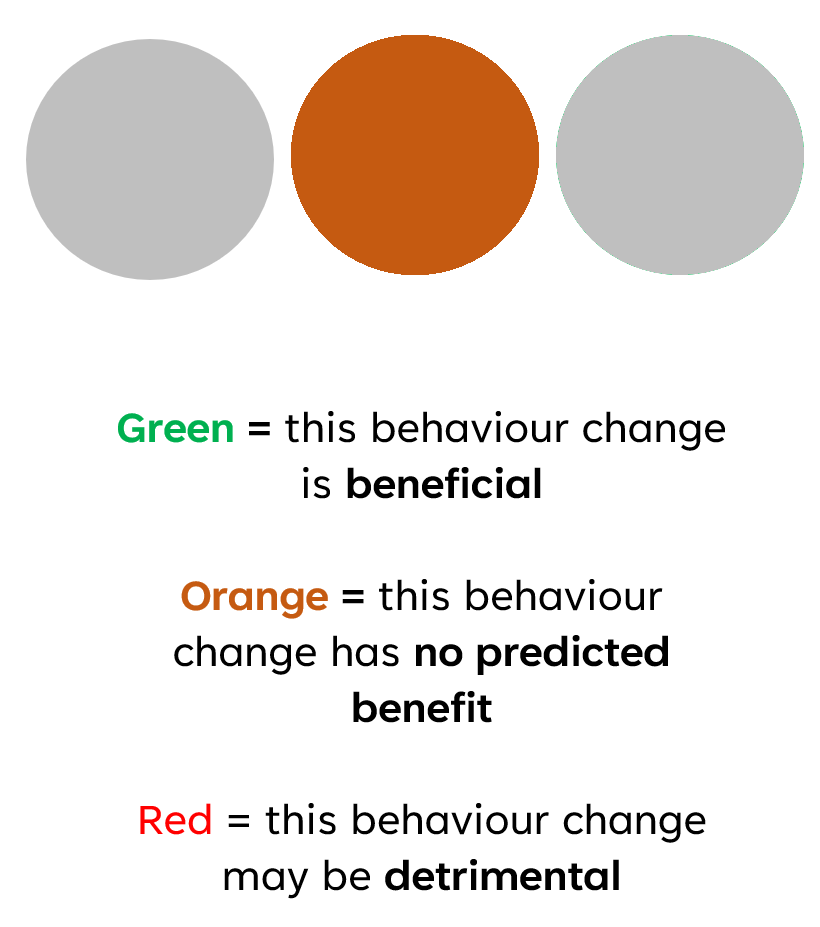 Green = this behaviour change
is beneficial
Orange = this behaviour
change has no predicted
benefit
Red = this behaviour change
may be detrimental